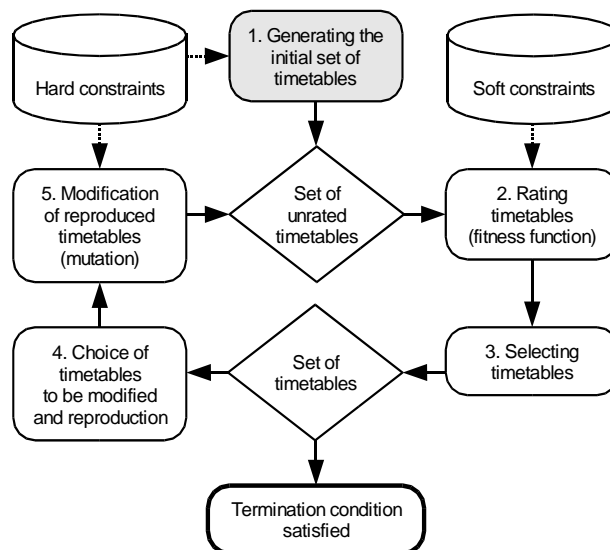 1. Generating the
initial set of
timetables
Hard constraints
Soft constraints
5. Modification
of reproduced
timetables
(mutation)
Set of
unrated
timetables
2. Rating
timetables
(fitness function)
4. Choice of
timetables
to be modified
and reproduction
Set of
timetables
3. Selecting
timetables
Termination condition
satisfied